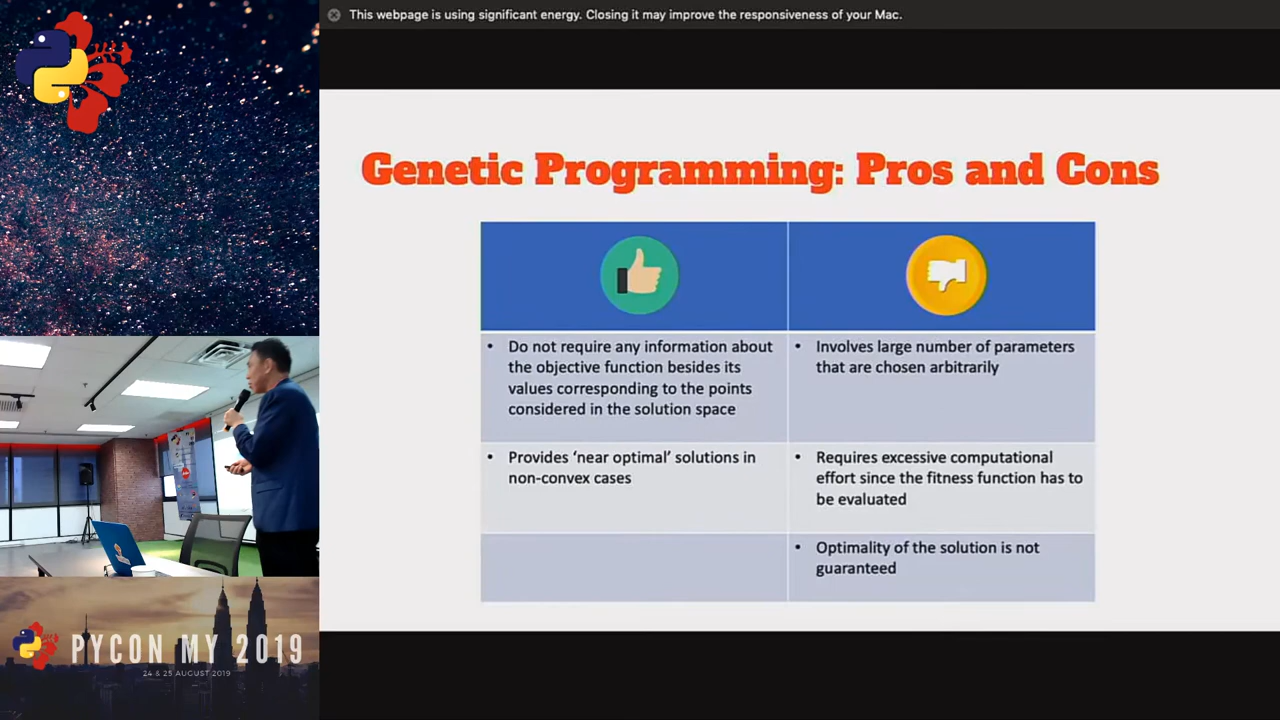 This webpage is using significant energy. Closing it may improve the responsiveness of your Mac.
Genetic Programming: Pros and Cons
• Do not require any information about
the objective function besides its
values corresponding to the points
considered in the solution space
• Involves large number of parameters
that are chosen arbitrarily
• Provides ‘near optimal’ solutions in
non-convex cases
• Requires excessive computational
effort since the fitness function has to
be evaluated
• Optimality of the solution is not
guaranteed
PYCON MY 2019
24 & 25 AUGUST 2019